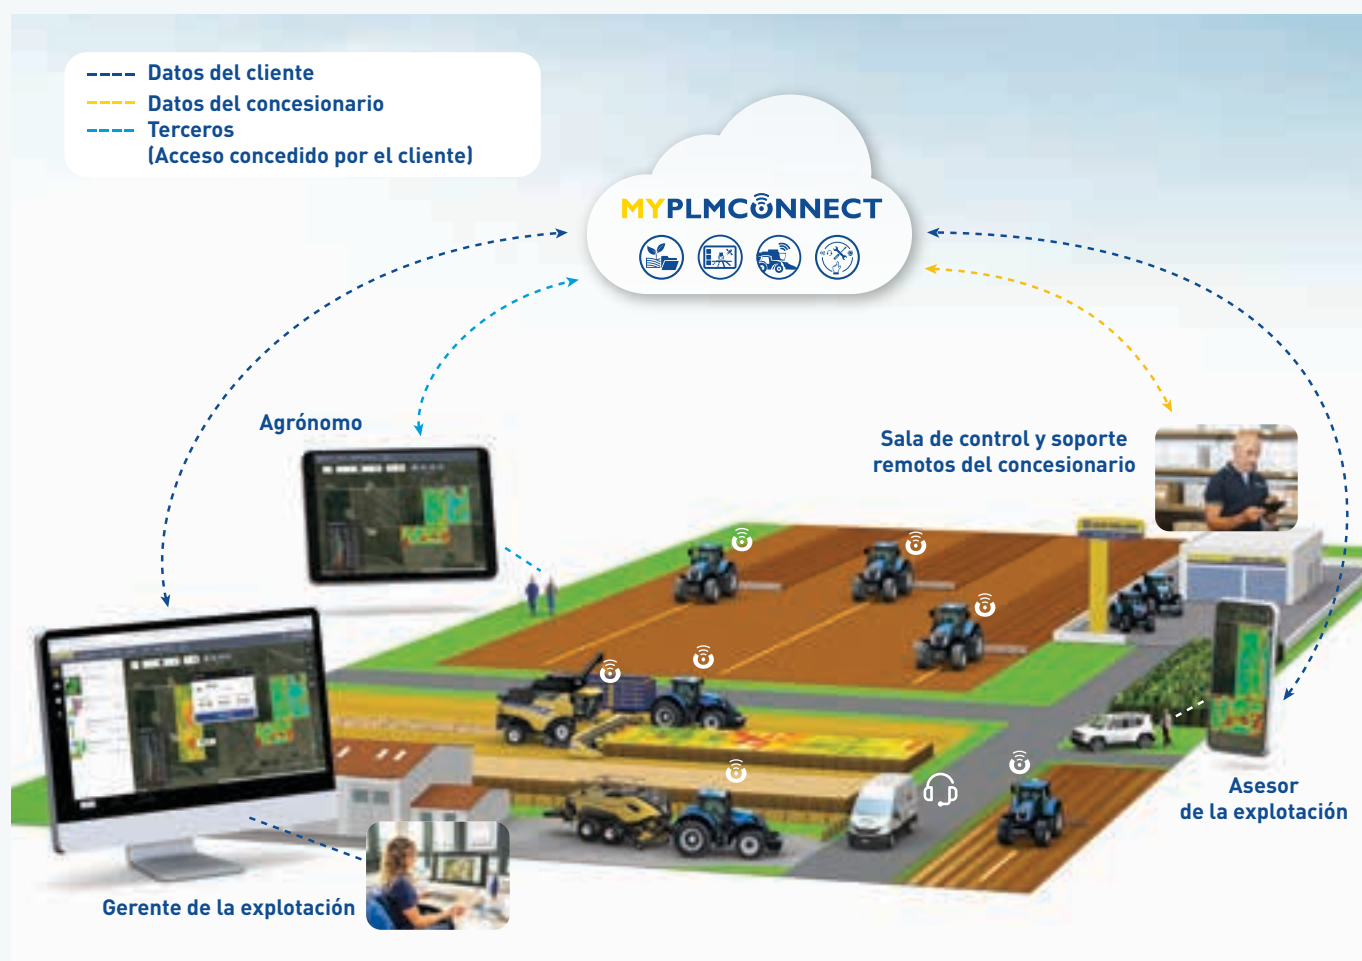 Datos del cliente
Datos del concesionario
Terceros
(Acceso concedido por el cliente)
MYPLMCONNECT
Agrónomo
Sala de control y soporte
remotos del concesionario
Asesor
de la explotación
Gerente de la explotación